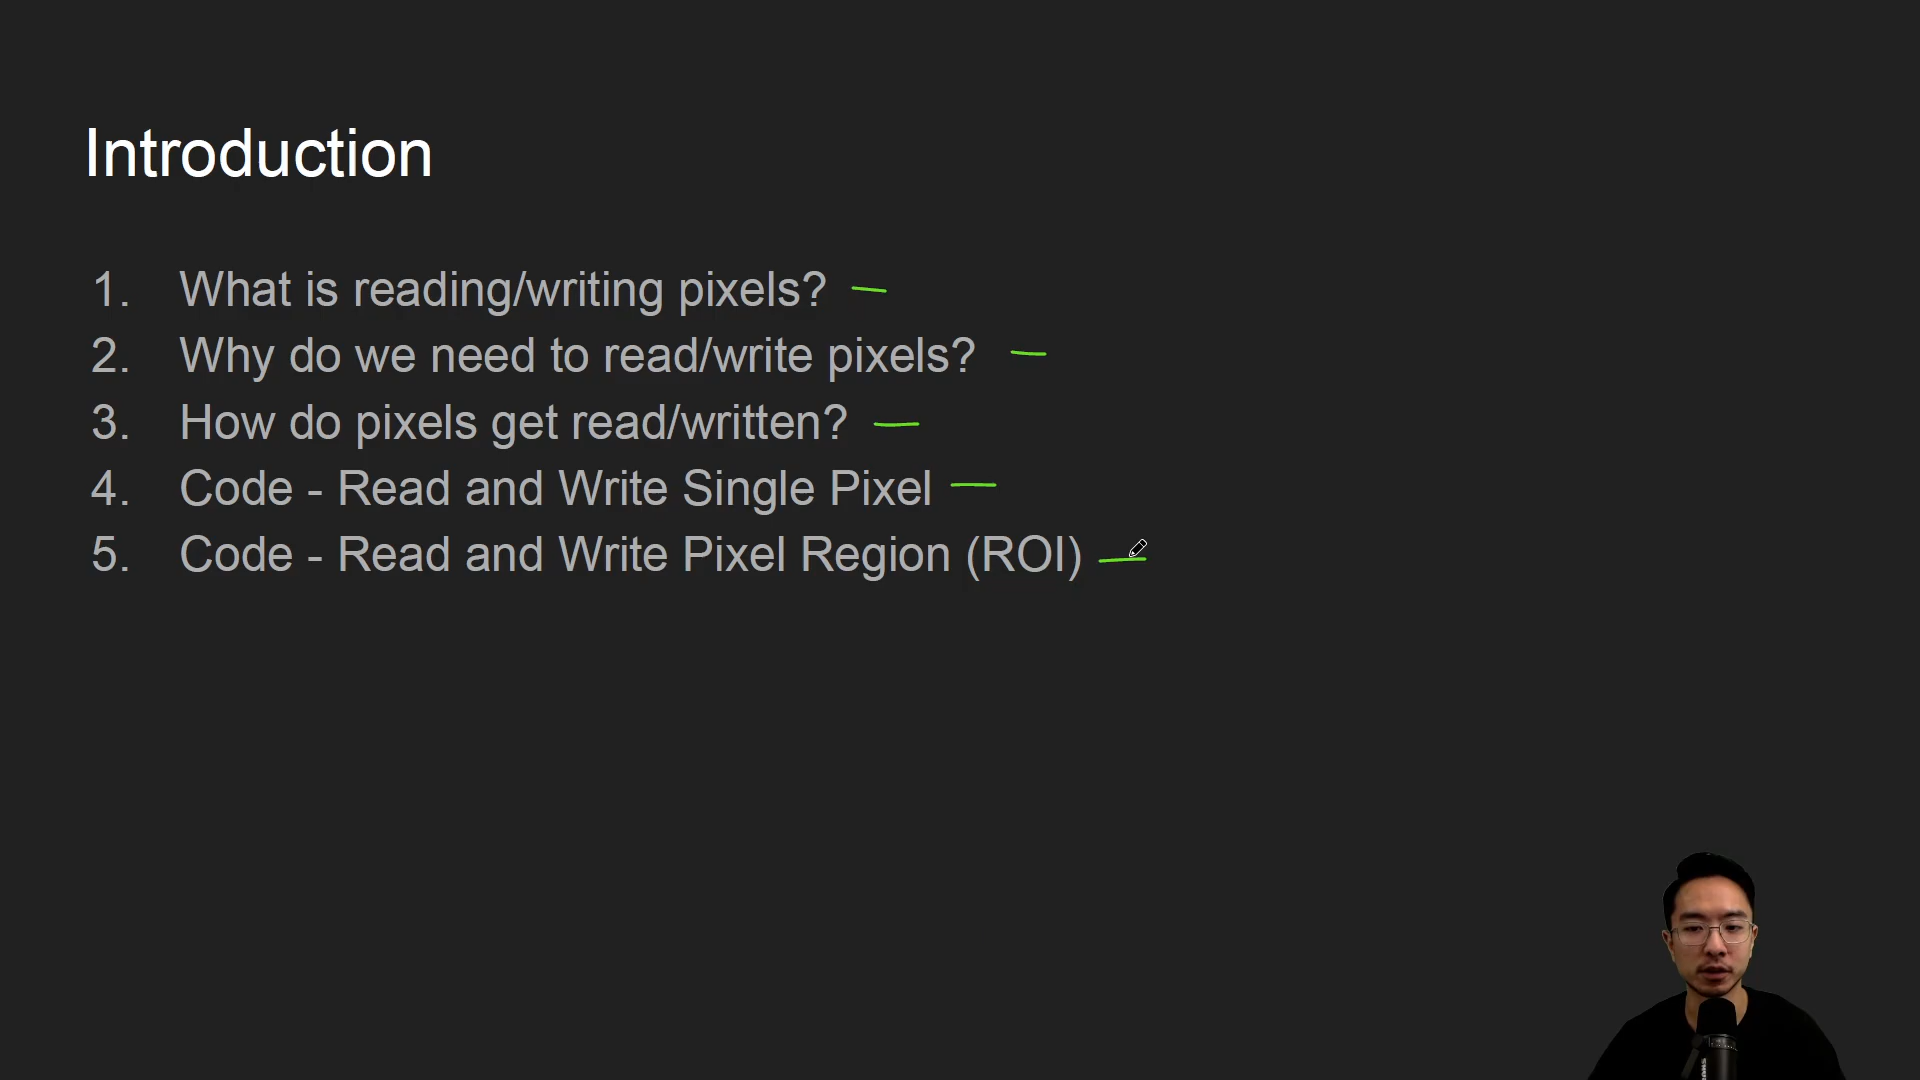 Introduction
1. What is reading/writing pixels?
2. Why do we need to read/write pixels?
3. How do pixels get read/written?
4. Code - Read and Write Single Pixel
5. Code - Read and Write Pixel Region (ROI)